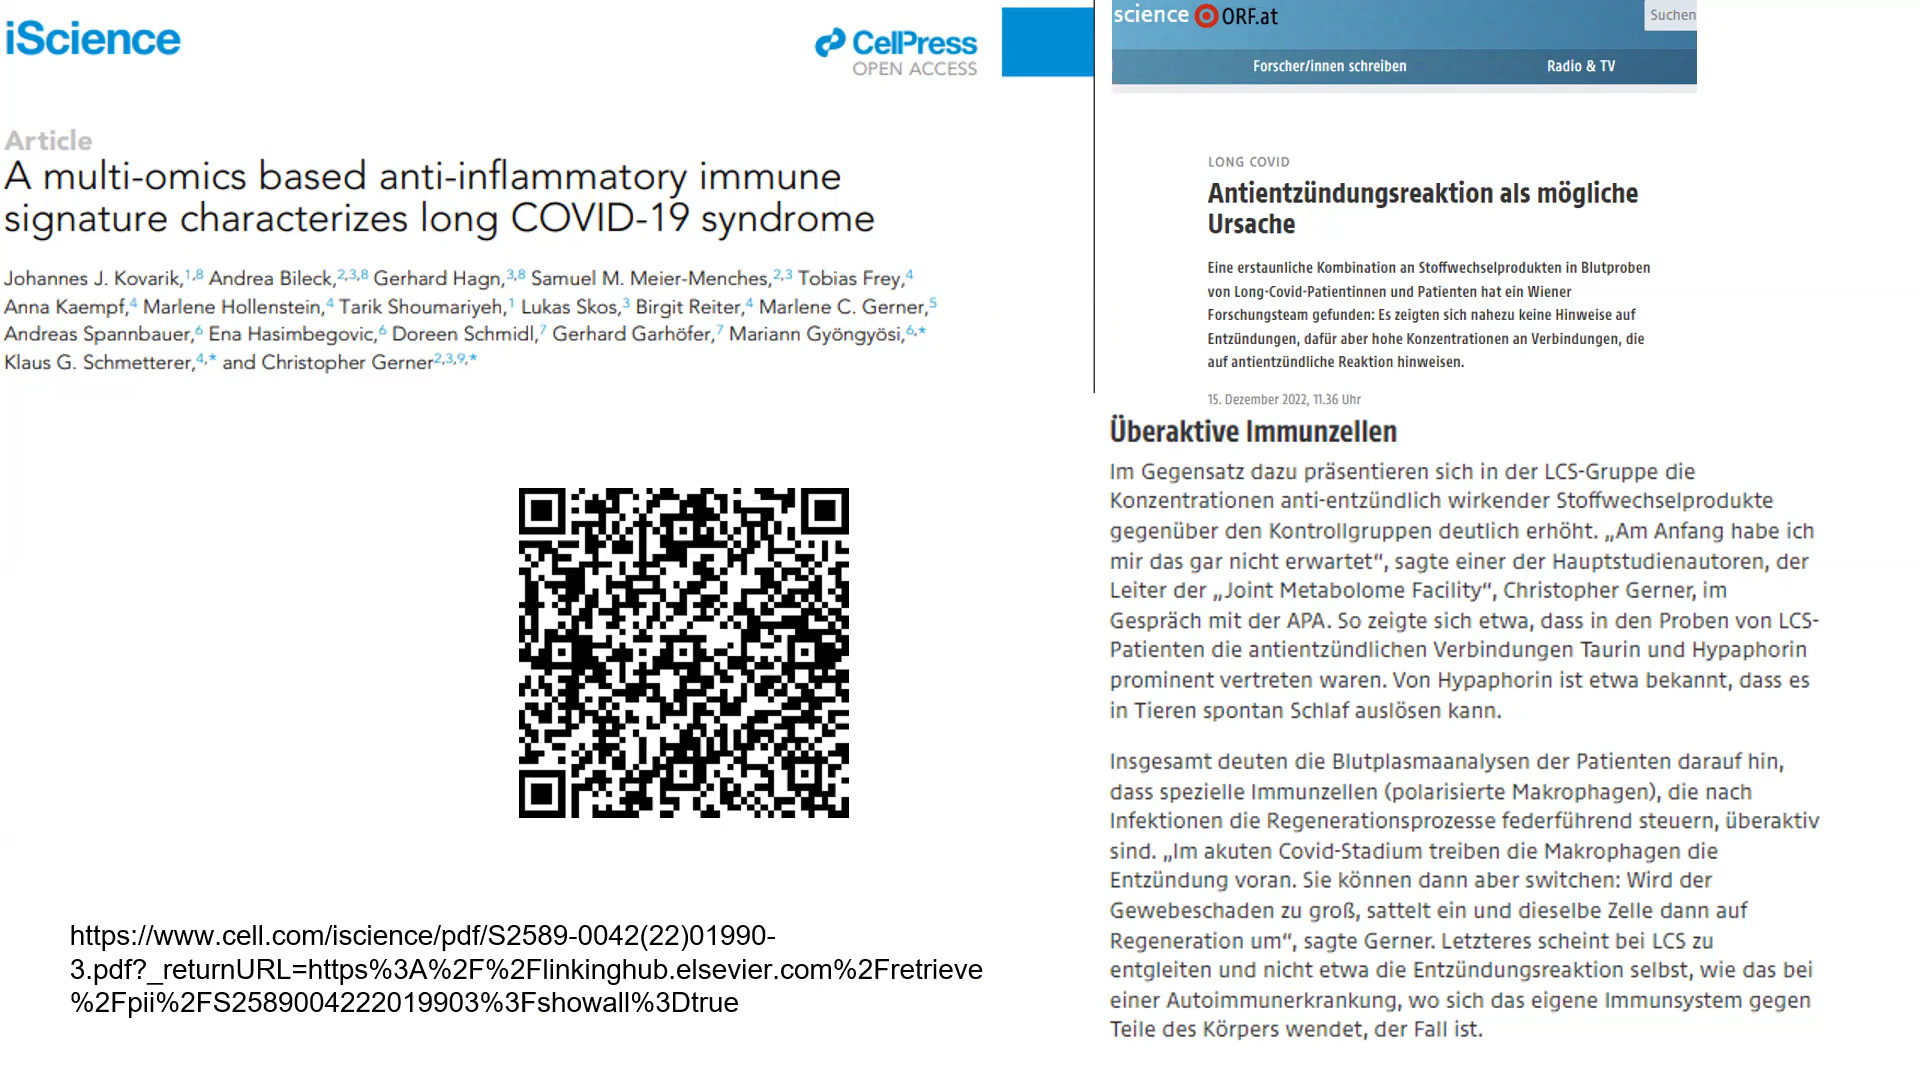 iScience
CellPress
OPEN ACCESS
Article
A multi-omics based anti-inflammatory immune
signature characterizes long COVID-19 syndrome
Johannes J. Kovarik,1,8 Andrea Bileck,2,3,8 Gerhard Hagn,3,8 Samuel M. Meier-Menches,2,3 Tobias Frey,4
Anna Kaempf,4 Marlene Hollenstein,4 Tarik Shoumariyeh,1 Lukas Skos,3 Birgit Reiter,4 Marlene C. Gerner,5
Andreas Spannbauer,6 Ena Hasimbegovic,6 Doreen Schmidl,7 Gerhard Garhöfer,7 Mariann Gyöngyösi,6,*
Klaus G. Schmetterer,4,* and Christopher Gerner2,3,9,*
https://www.cell.com/iscience/pdf/S2589-0042(22)01990-
3.pdf?_returnURL=https%3A%2F%2Flinkinghub.elsevier.com%2Fretrieve
%2Fpii%2FS2589004222019903%3Fshowall%3Dtrue
science ORF.at
Suchen
Forscher/innen schreiben
Radio & TV
LONG COVID
Antientzündungsreaktion als mögliche
Ursache
Eine erstaunliche Kombination an Stoffwechselprodukten in Blutproben
von Long-Covid-Patientinnen und Patienten hat ein Wiener
Forschungsteam gefunden: Es zeigten sich nahezu keine Hinweise auf
Entzündungen, dafür aber hohe Konzentrationen an Verbindungen, die
auf antientzündliche Reaktion hinweisen.
15. Dezember 2022, 11.36 Uhr
Überaktive Immunzellen
Im Gegensatz dazu präsentieren sich in der LCS-Gruppe die
Konzentrationen anti-entzündlich wirkender Stoffwechselprodukte
gegenüber den Kontrollgruppen deutlich erhöht. „Am Anfang habe ich
mir das gar nicht erwartet“, sagte einer der Hauptstudienautoren, der
Leiter der „Joint Metabolome Facility“, Christopher Gerner, im
Gespräch mit der APA. So zeigte sich etwa, dass in den Proben von LCS-
Patienten die antientzündlichen Verbindungen Taurin und Hypaphorin
prominent vertreten waren. Von Hypaphorin ist etwa bekannt, dass es
in Tieren spontan Schlaf auslösen kann.
Insgesamt deuten die Blutplasmaanalysen der Patienten darauf hin,
dass spezielle Immunzellen (polarisierte Makrophagen), die nach
Infektionen die Regenerationsprozesse federführend steuern, überaktiv
sind. „Im akuten Covid-Stadium treiben die Makrophagen die
Entzündung voran. Sie können dann aber switchen: Wird der
Gewebeschaden zu groß, sattelt ein und dieselbe Zelle dann auf
Regeneration um“, sagte Gerner. Letzteres scheint bei LCS zu
entgleiten und nicht etwa die Entzündungsreaktion selbst, wie das bei
einer Autoimmunerkrankung, wo sich das eigene Immunsystem gegen
Teile des Körpers wendet, der Fall ist.